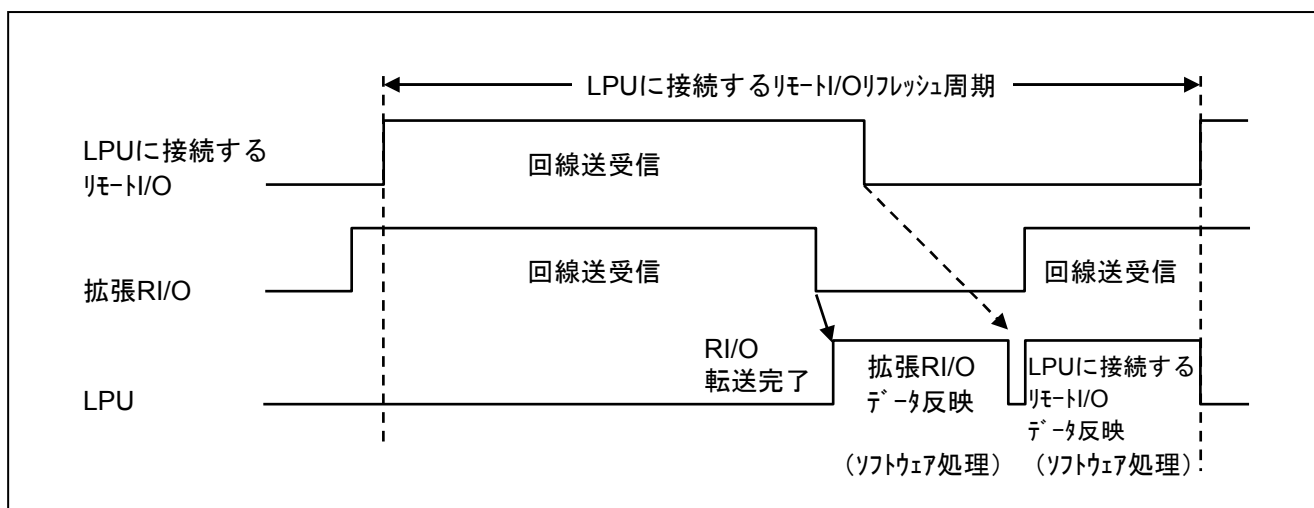 LPUに接続するﾘﾓｰﾄI/Oﾘﾌﾚｯｼｭ周期
LPUに接続する
ﾘﾓｰﾄI/O
回線送受信
拡張RI/O
回線送受信
回線送受信
LPU
RI/O
転送完了
拡張RI/O
ﾃﾞｰﾀ反映
（ｿﾌﾄｳｪｱ処理）
LPUに接続する
ﾘﾓｰﾄI/O
ﾃﾞｰﾀ反映
（ｿﾌﾄｳｪｱ処理）